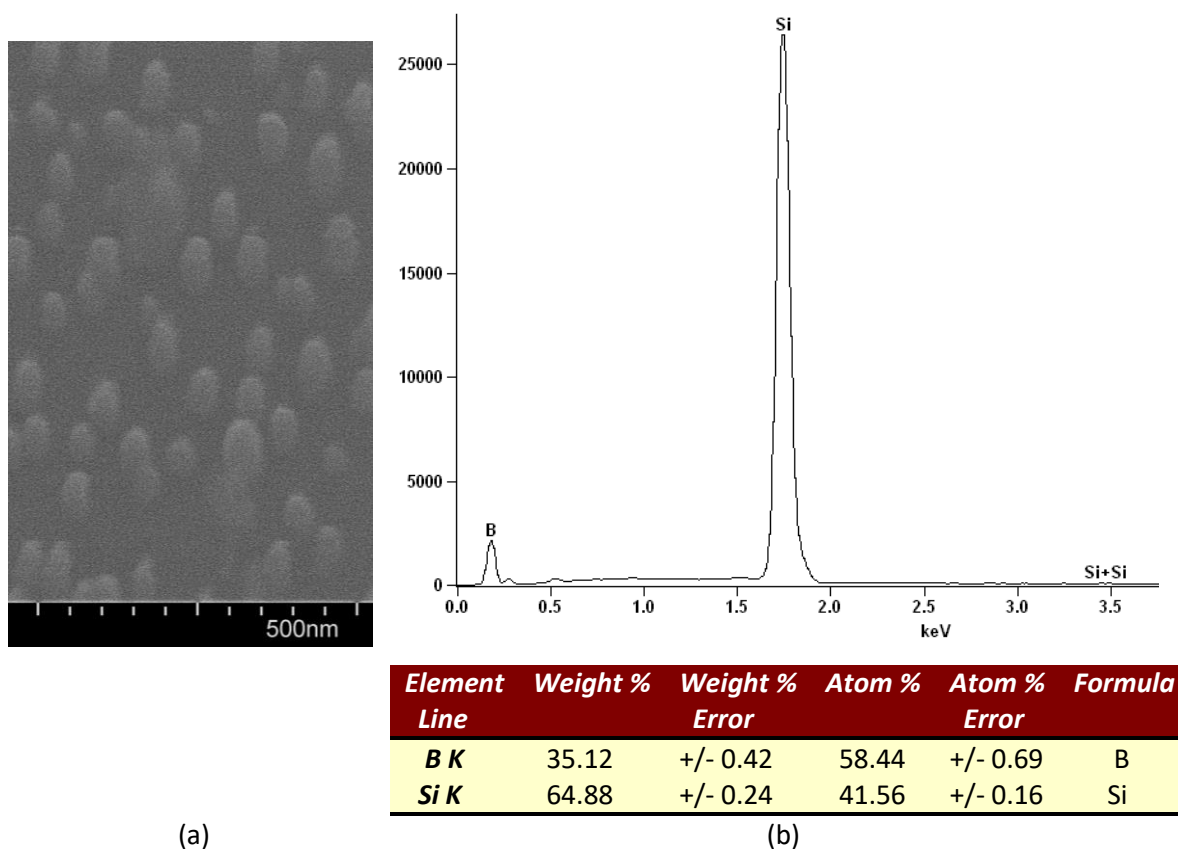 500nm
Si
25000
20000
15000
10000
5000
0
B
Si+Si
0.0 0.5 1.0 1.5 2.0 2.5 3.0 3.5
keV
Element Line Weight % Weight % Error Atom % Atom % Error Formula
B K 35.12 +/- 0.42 58.44 +/- 0.69 B
Si K 64.88 +/- 0.24 41.56 +/- 0.16 Si
(a) (b)